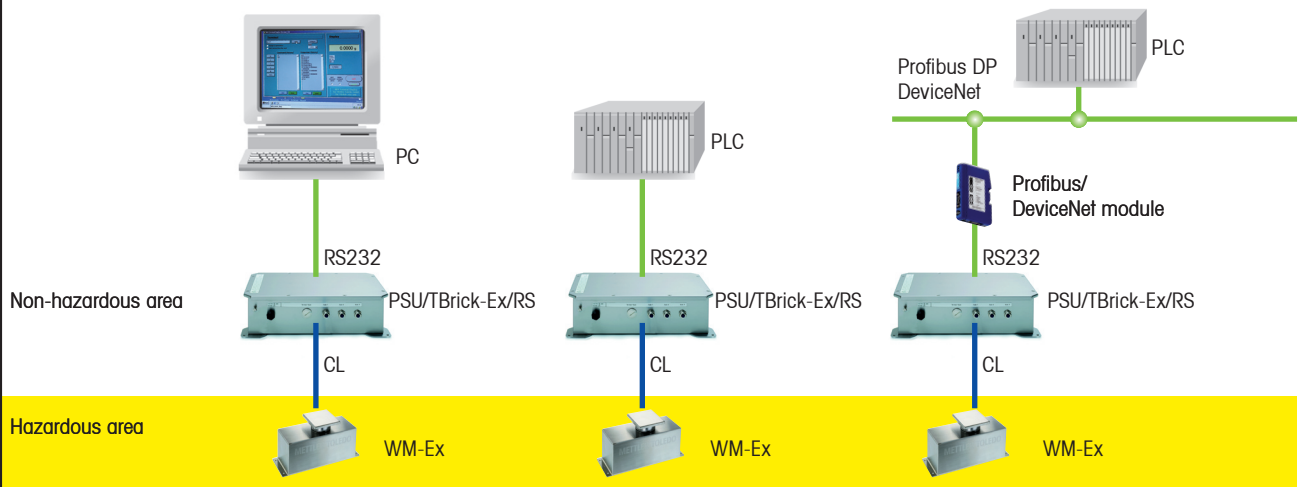 PC
RS232
PSU/TBrick-Ex/RS
CL
WM-Ex
PLC
RS232
PSU/TBrick-Ex/RS
CL
WM-Ex
Profibus DP
DeviceNet
PLC
Profibus/
DeviceNet module
RS232
PSU/TBrick-Ex/RS
CL
WM-Ex
Non-hazardous area
Hazardous area